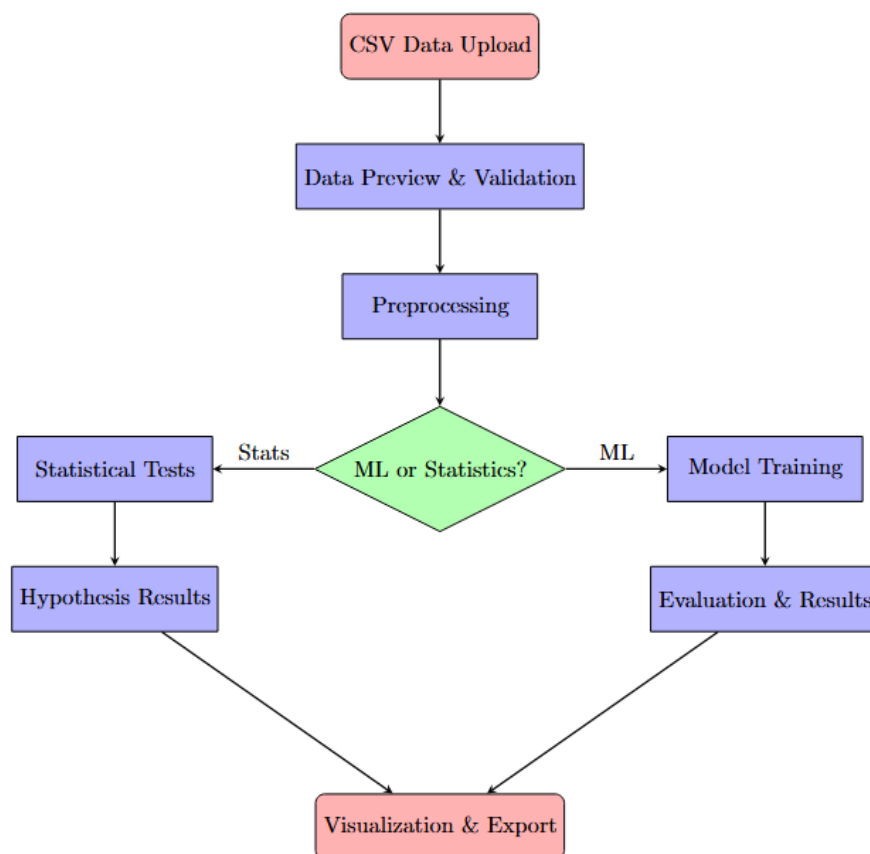 CSV Data Upload
Data Preview & Validation
Preprocessing
ML or Statistics?
Stats
ML
Statistical Tests
Model Training
Hypothesis Results
Evaluation & Results
Visualization & Export